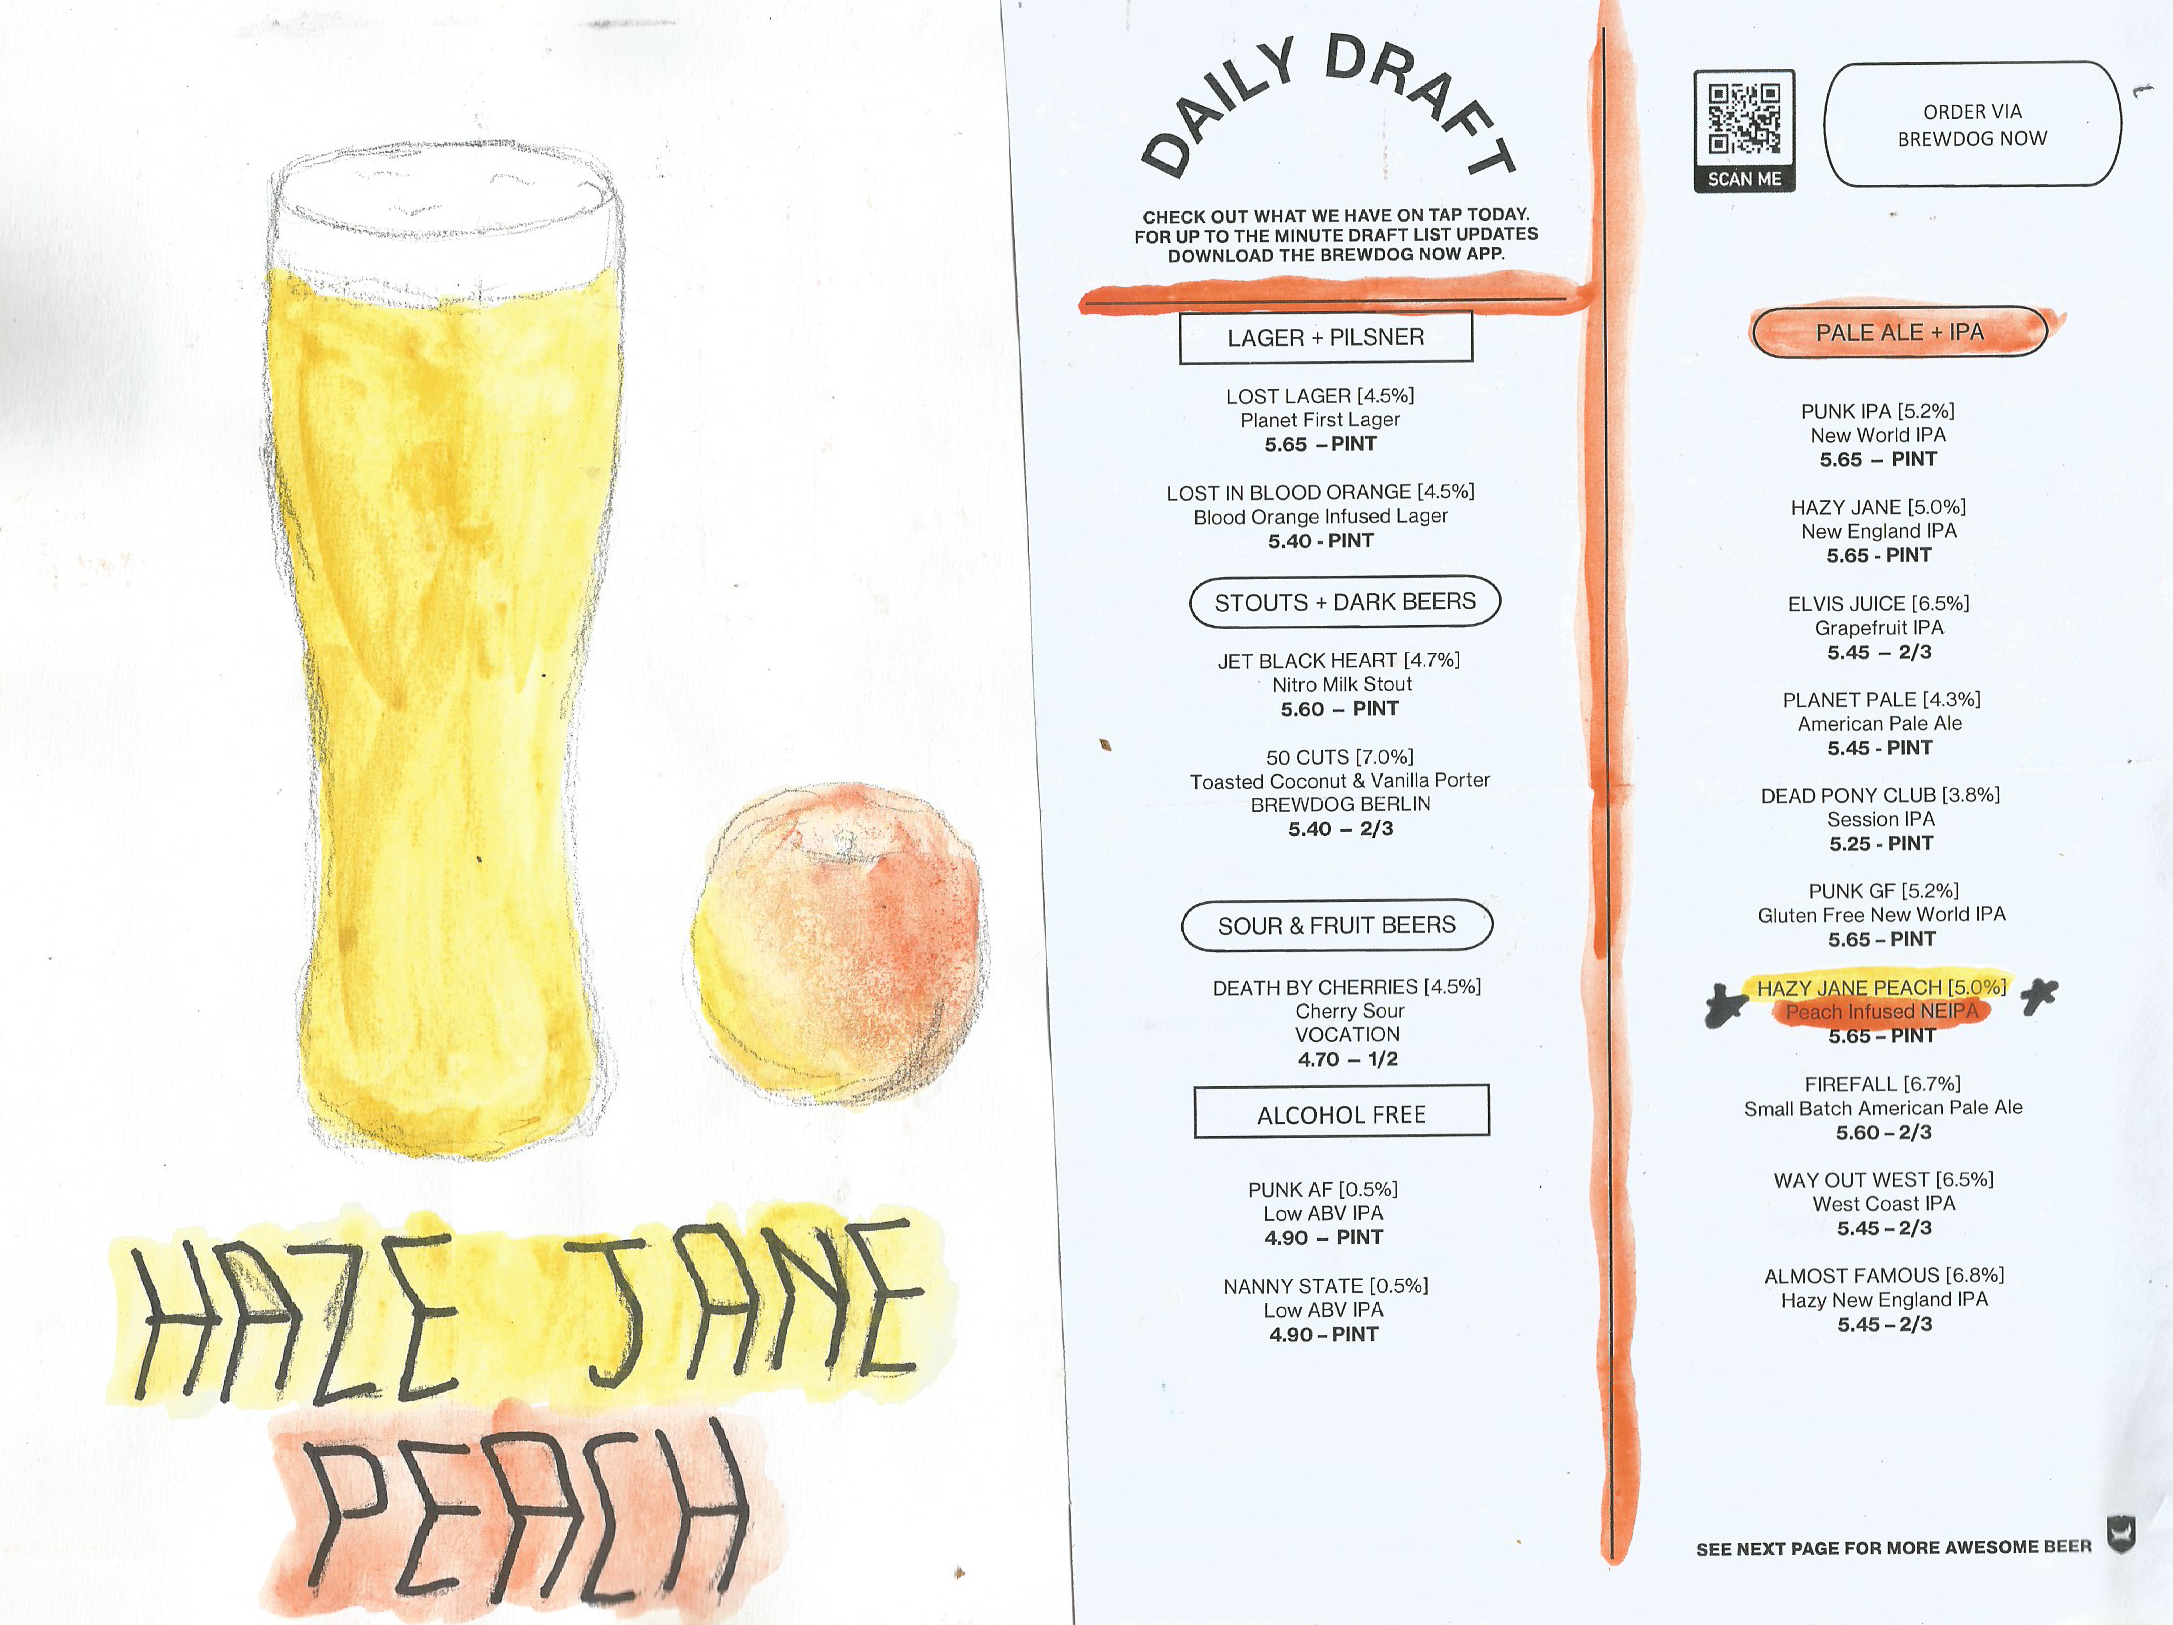 HAZE JANE
PEACH
DAILY DRAFT
CHECK OUT WHAT WE HAVE ON TAP TODAY.
FOR UP TO THE MINUTE DRAFT LIST UPDATES
DOWNLOAD THE BREWDOG NOW APP.
LAGER + PILSNER
LOST LAGER [4.5%]
Planet First Lager
5.65 – PINT
LOST IN BLOOD ORANGE [4.5%]
Blood Orange Infused Lager
5.40 - PINT
STOUTS + DARK BEERS
JET BLACK HEART [4.7%]
Nitro Milk Stout
5.60 – PINT
50 CUTS [7.0%]
Toasted Coconut & Vanilla Porter
BREWDOG BERLIN
5.40 – 2/3
SOUR & FRUIT BEERS
DEATH BY CHERRIES [4.5%]
Cherry Sour
VOCATION
4.70 – 1/2
ALCOHOL FREE
PUNK AF [0.5%]
Low ABV IPA
4.90 – PINT
NANNY STATE [0.5%]
Low ABV IPA
4.90 – PINT
SCAN ME
ORDER VIA
BREWDOG NOW
PALE ALE + IPA
PUNK IPA [5.2%]
New World IPA
5.65 – PINT
HAZY JANE [5.0%]
New England IPA
5.65 - PINT
ELVIS JUICE [6.5%]
Grapefruit IPA
5.45 – 2/3
PLANET PALE [4.3%]
American Pale Ale
5.45 - PINT
DEAD PONY CLUB [3.8%]
Session IPA
5.25 - PINT
PUNK GF [5.2%]
Gluten Free New World IPA
5.65 – PINT
HAZY JANE PEACH [5.0%]
Peach Infused NEIPA
5.65 – PINT
FIREFALL [6.7%]
Small Batch American Pale Ale
5.60 – 2/3
WAY OUT WEST [6.5%]
West Coast IPA
5.45 – 2/3
ALMOST FAMOUS [6.8%]
Hazy New England IPA
5.45 – 2/3
SEE NEXT PAGE FOR MORE AWESOME BEER